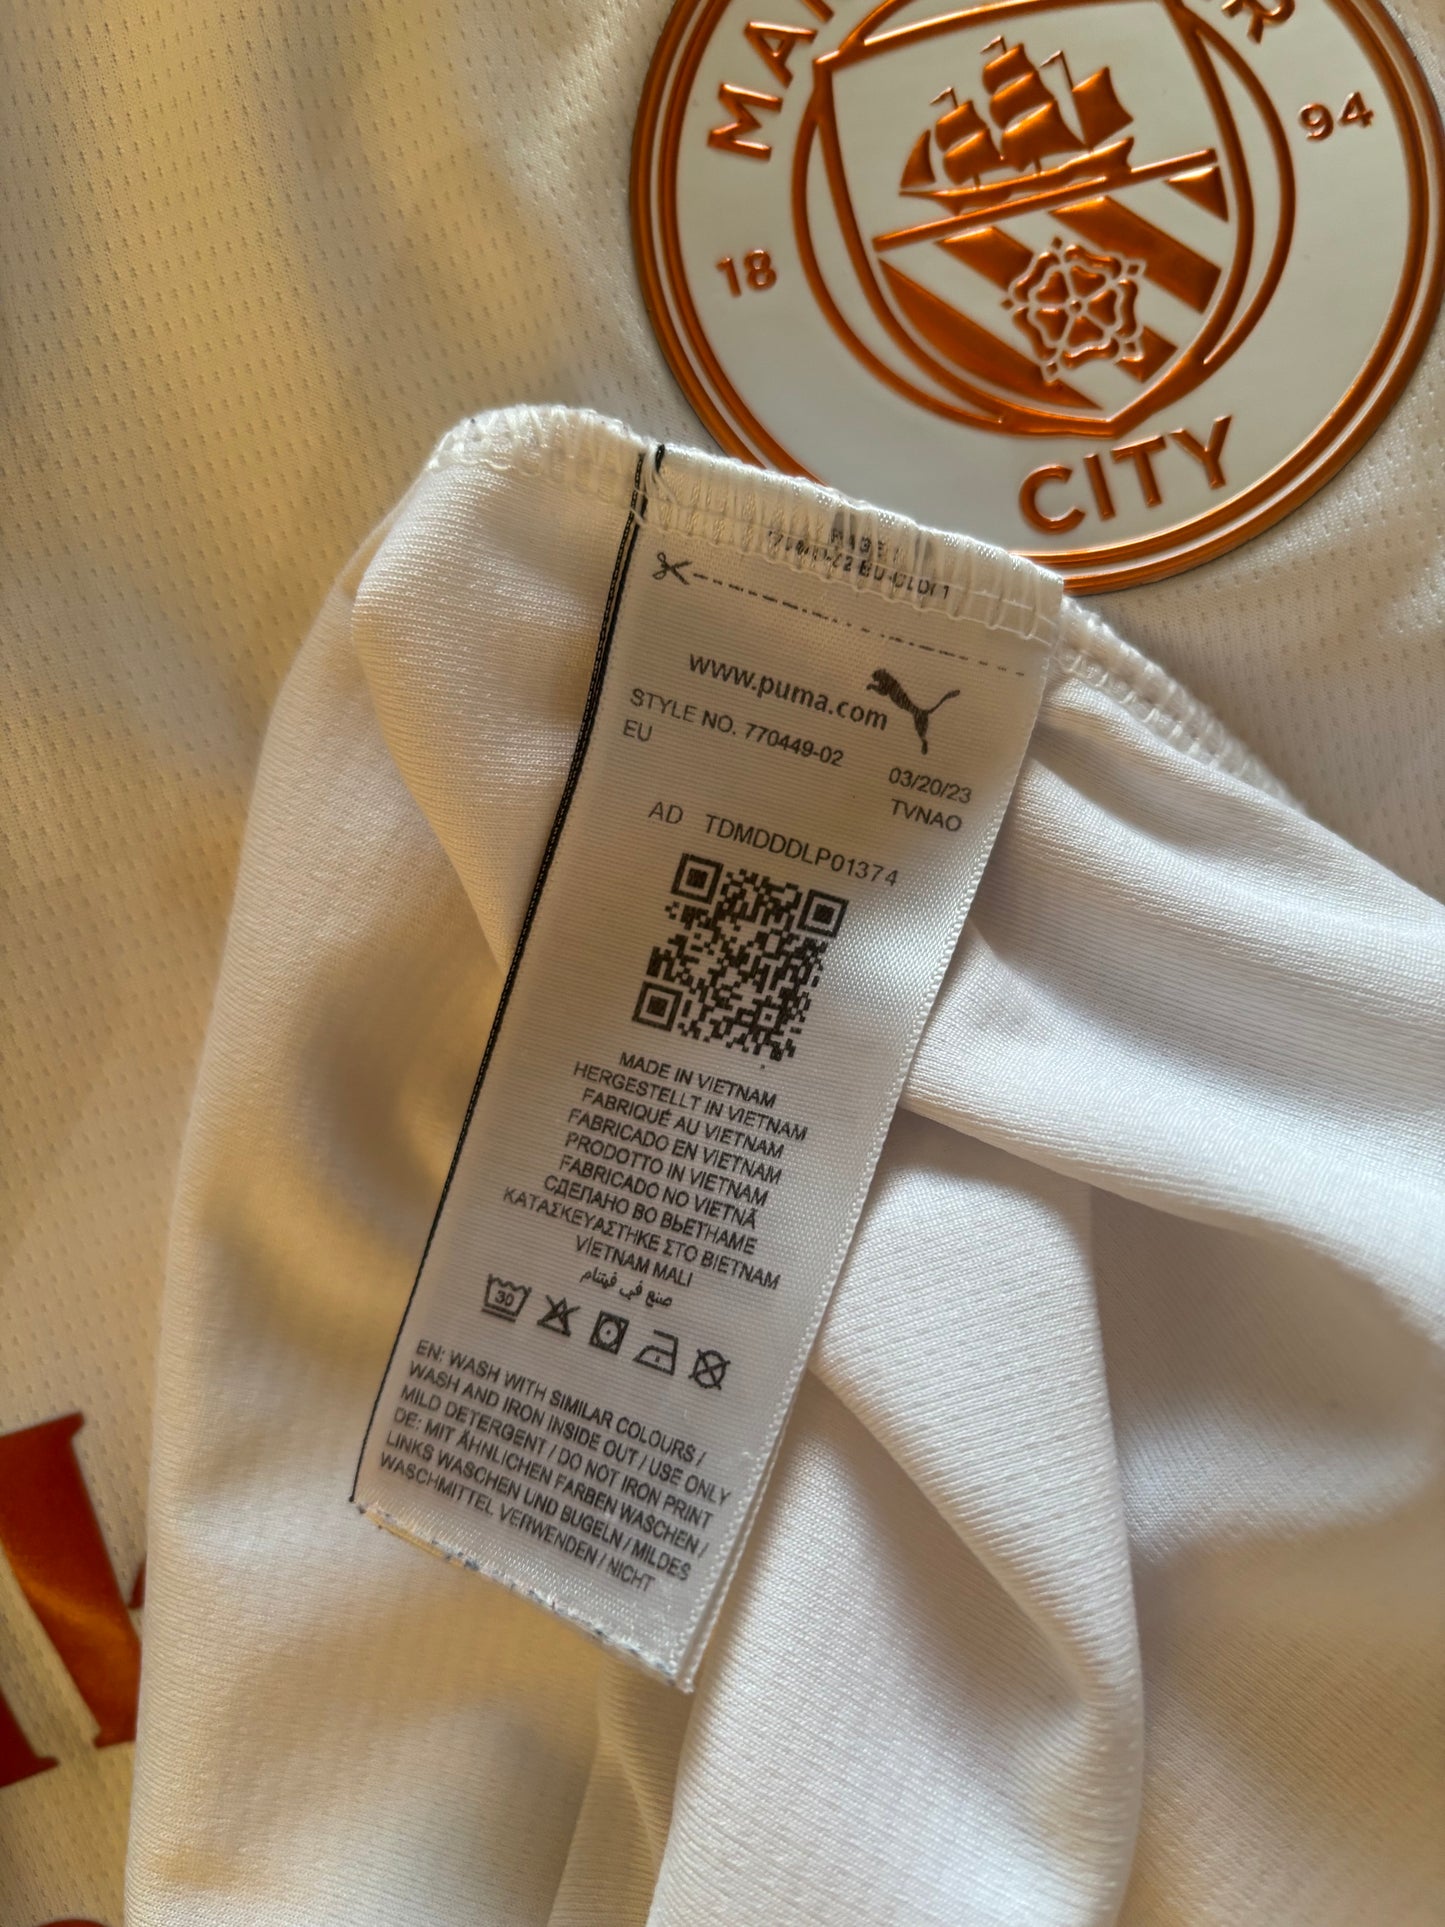 18
94
CITY
www.puma.com
STYLE NO. 770449-02
EU
03/20/23
TVNAO
AD TDMDDDLP01374
MADE IN VIETNAM
HERGESTELLT IN VIETNAM
FABRIQUÉ AU VIETNAM
FABRICADO EN VIETNAM
PRODOTTO IN VIETNAM
FABRICADO NO VIETNÃ
СДЕПАНО ВО ВЬЕТНАМЕ
ΚΑΤΑΣΚΕΥΑΣΤΗΚΕ ΣΤΟ ΒΙΕΤΝΑΜ
VIETNAM MALI
صنع في فيتنام
30
EN: WASH WITH SIMILAR COLOURS /
WASH AND IRON INSIDE OUT / USE ONLY
MILD DETERGENT / DO NOT IRON PRINT
DE: MIT ÄHNLICHEN FARBEN WASCHEN /
LINKS WASCHEN UND BUGELN / MILDES
WASCHMITTEL VERWENDEN / NICHT